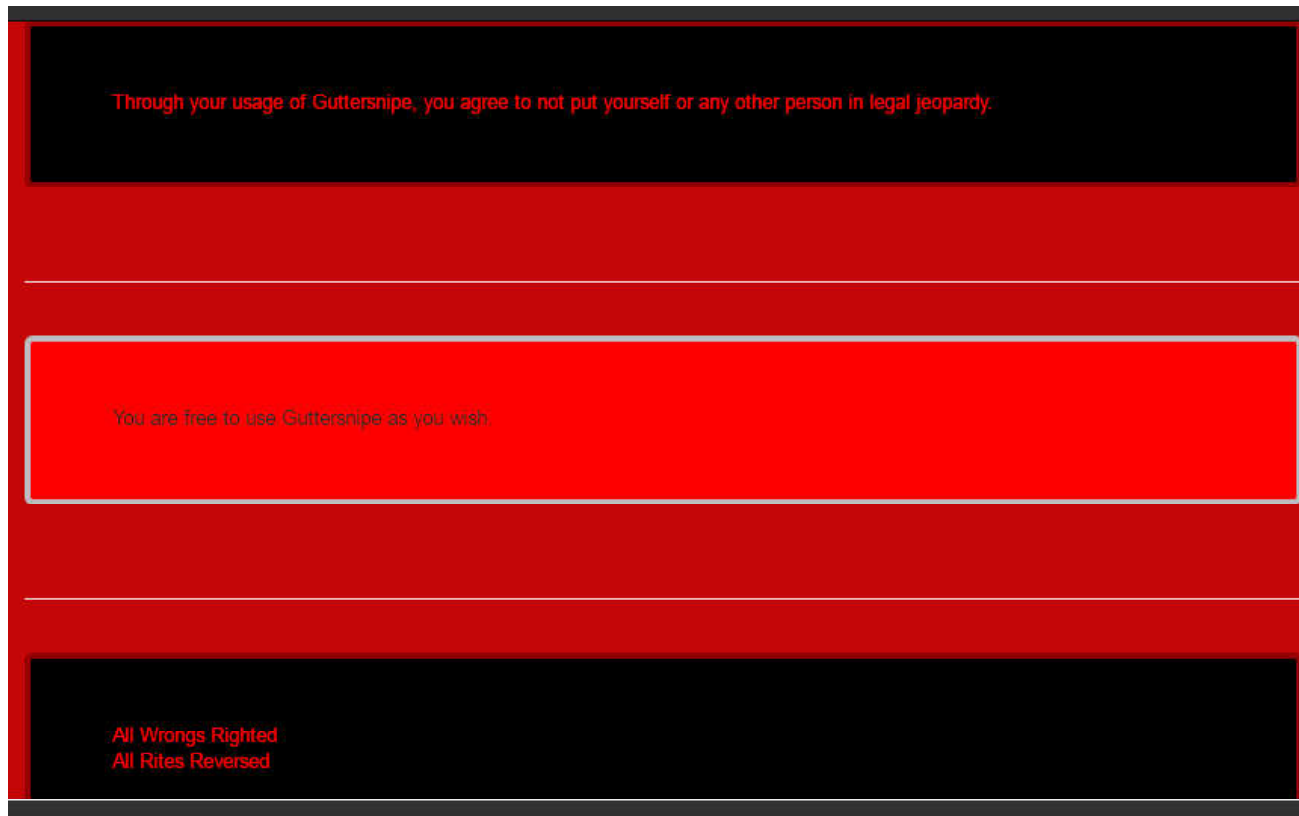 Through your usage of Guttersnipe, you agree to not put yourself or any other person in legal jeopardy.
You are free to use Guttersnipe as you wish.
All Wrongs Righted
All Rites Reversed